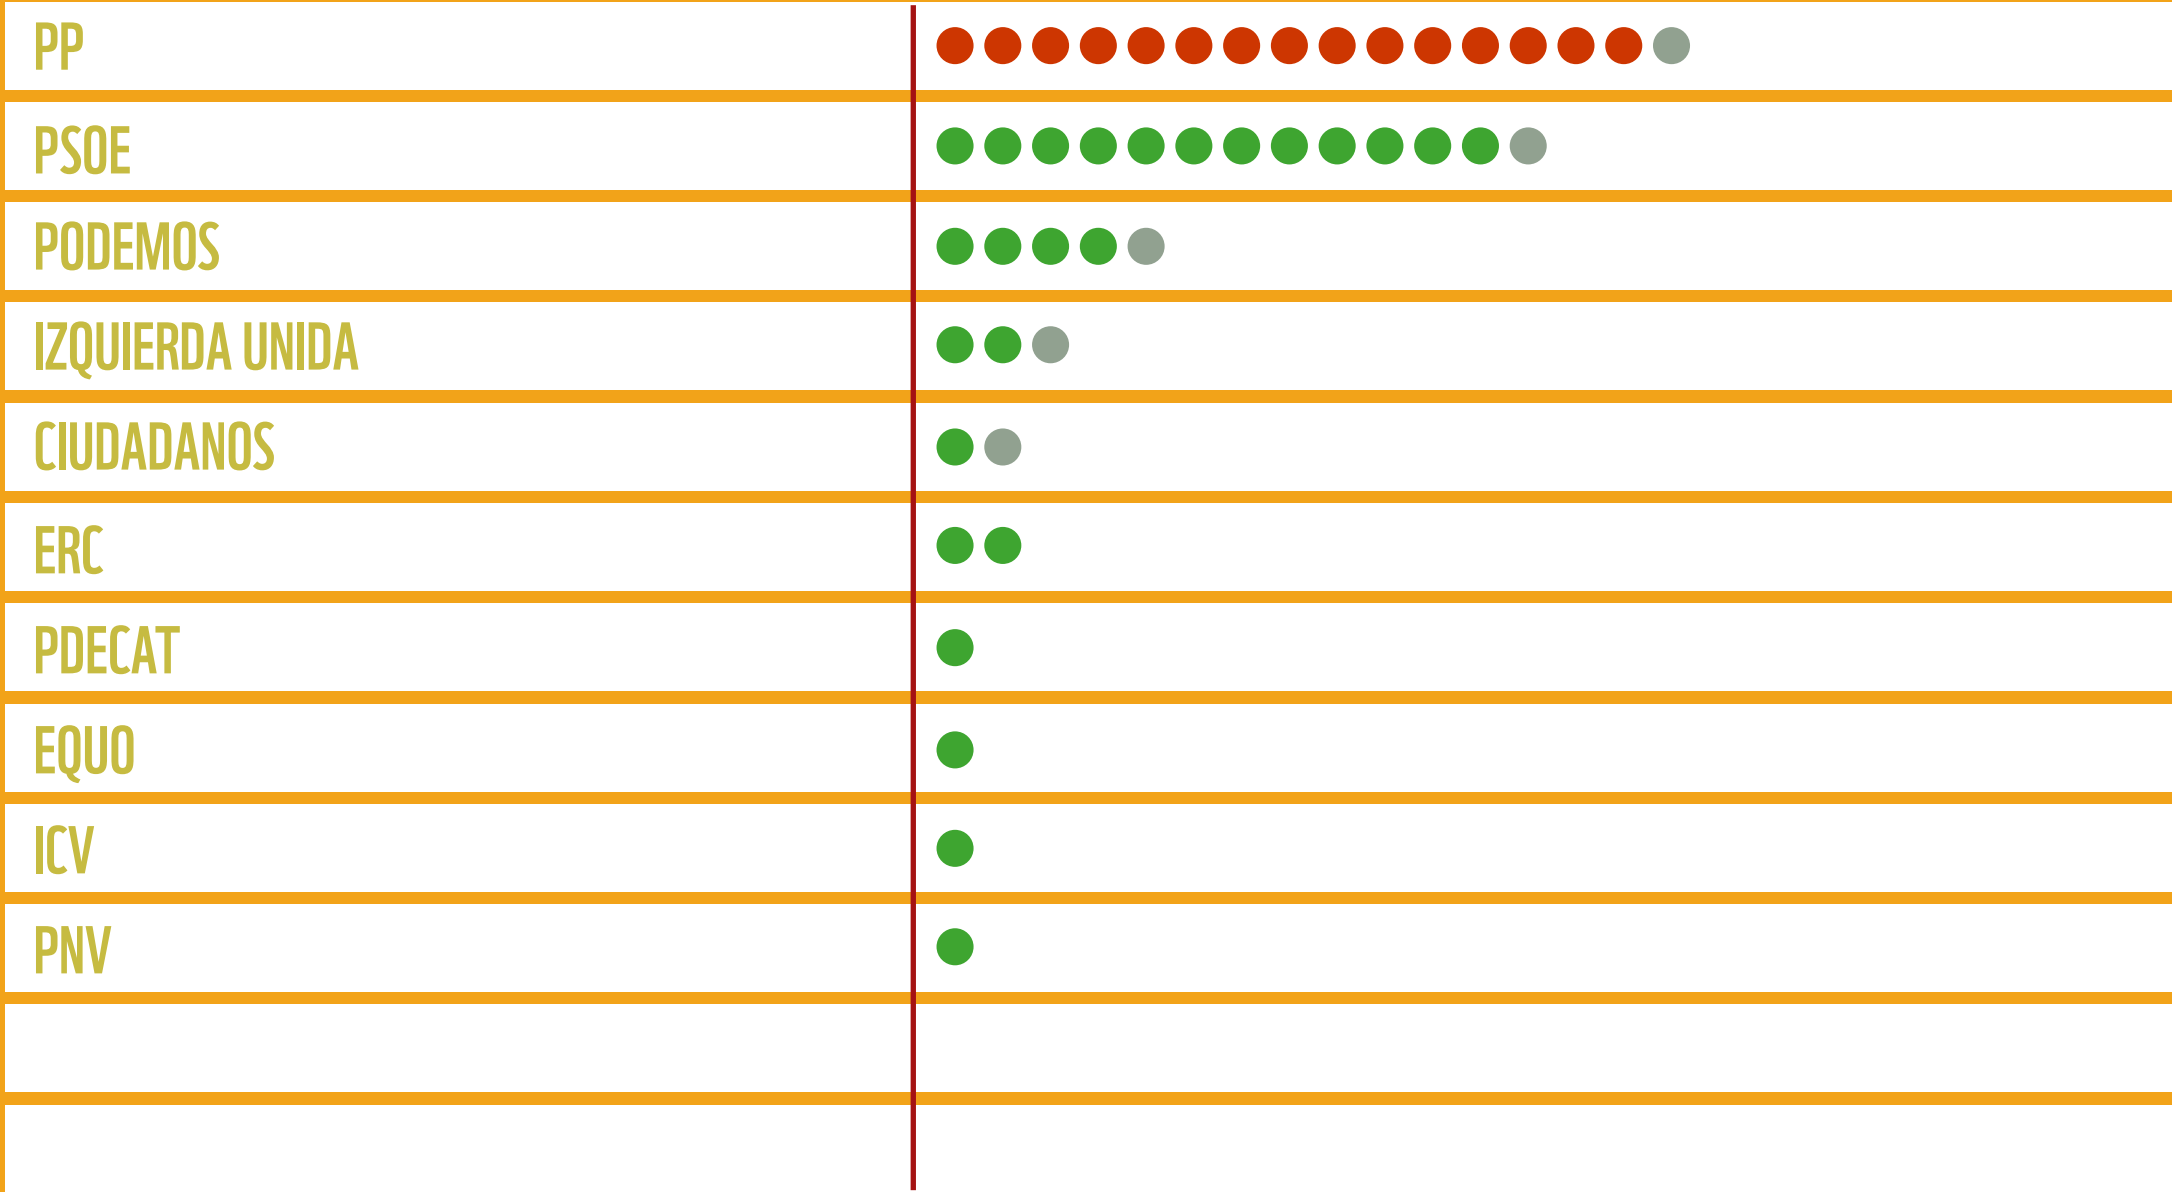 PP
PSOE
PODEMOS
IZQUIERDA UNIDA
CIUDADANOS
ERC
PDECAT
EQUO
ICV
PNV